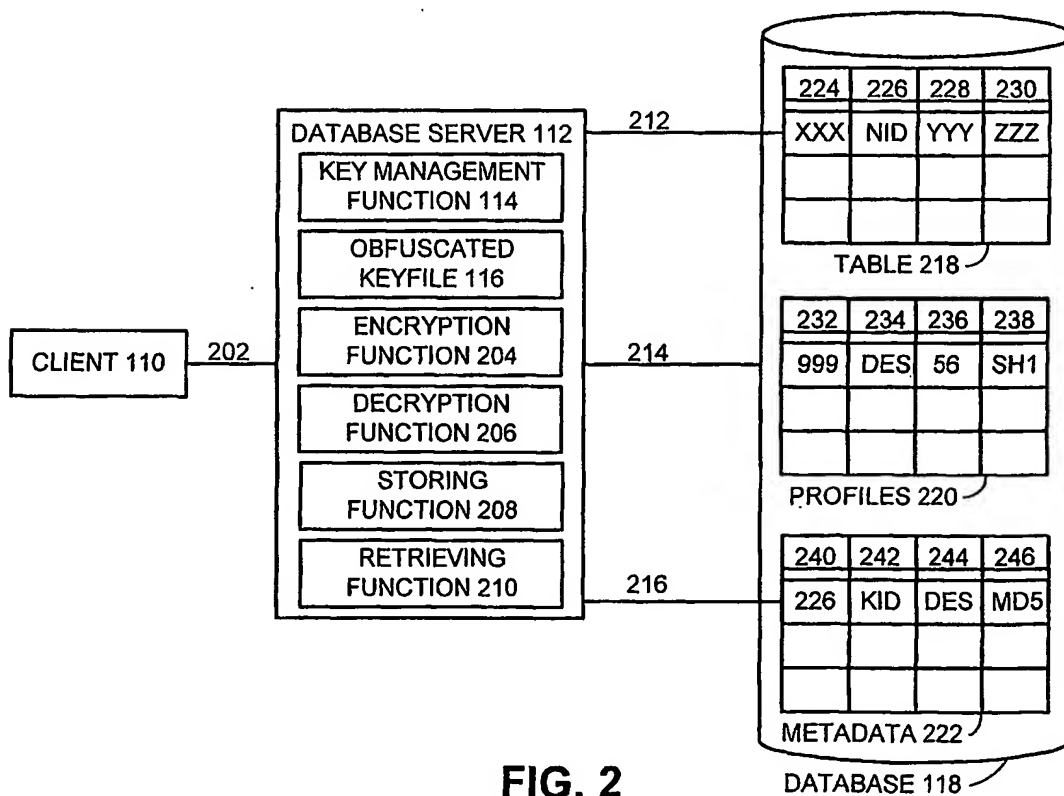 CLIENT 110
202
DATABASE SERVER 112
KEY MANAGEMENT
FUNCTION 114
OBFUSCATED
KEYFILE 116
ENCRYPTION
FUNCTION 204
DECRYPTION
FUNCTION 206
STORING
FUNCTION 208
RETRIEVING
FUNCTION 210
212
214
216
224 226 228 230
XXX NID YYY ZZZ
TABLE 218
232 234 236 238
999 DES 56 SH1
PROFILES 220
240 242 244 246
226 KID DES MD5
METADATA 222
DATABASE 118
FIG. 2